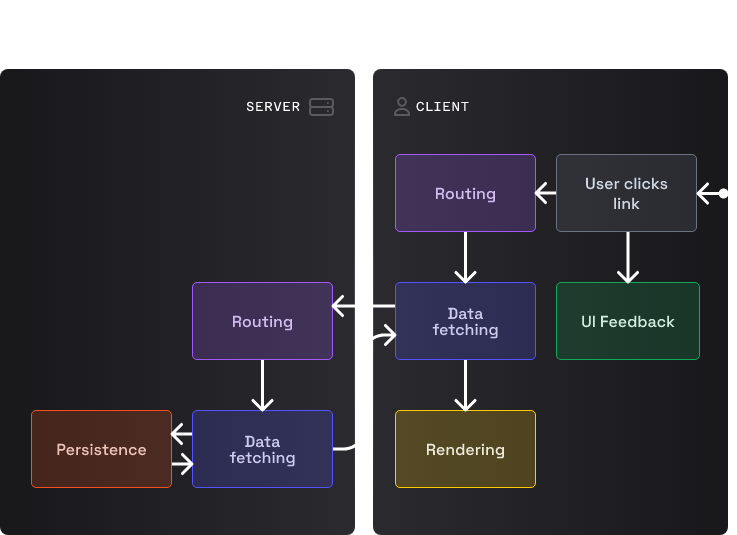 SERVER
CLIENT
Routing
User clicks
link
Routing
Data
fetching
UI Feedback
Persistence
Data
fetching
Rendering